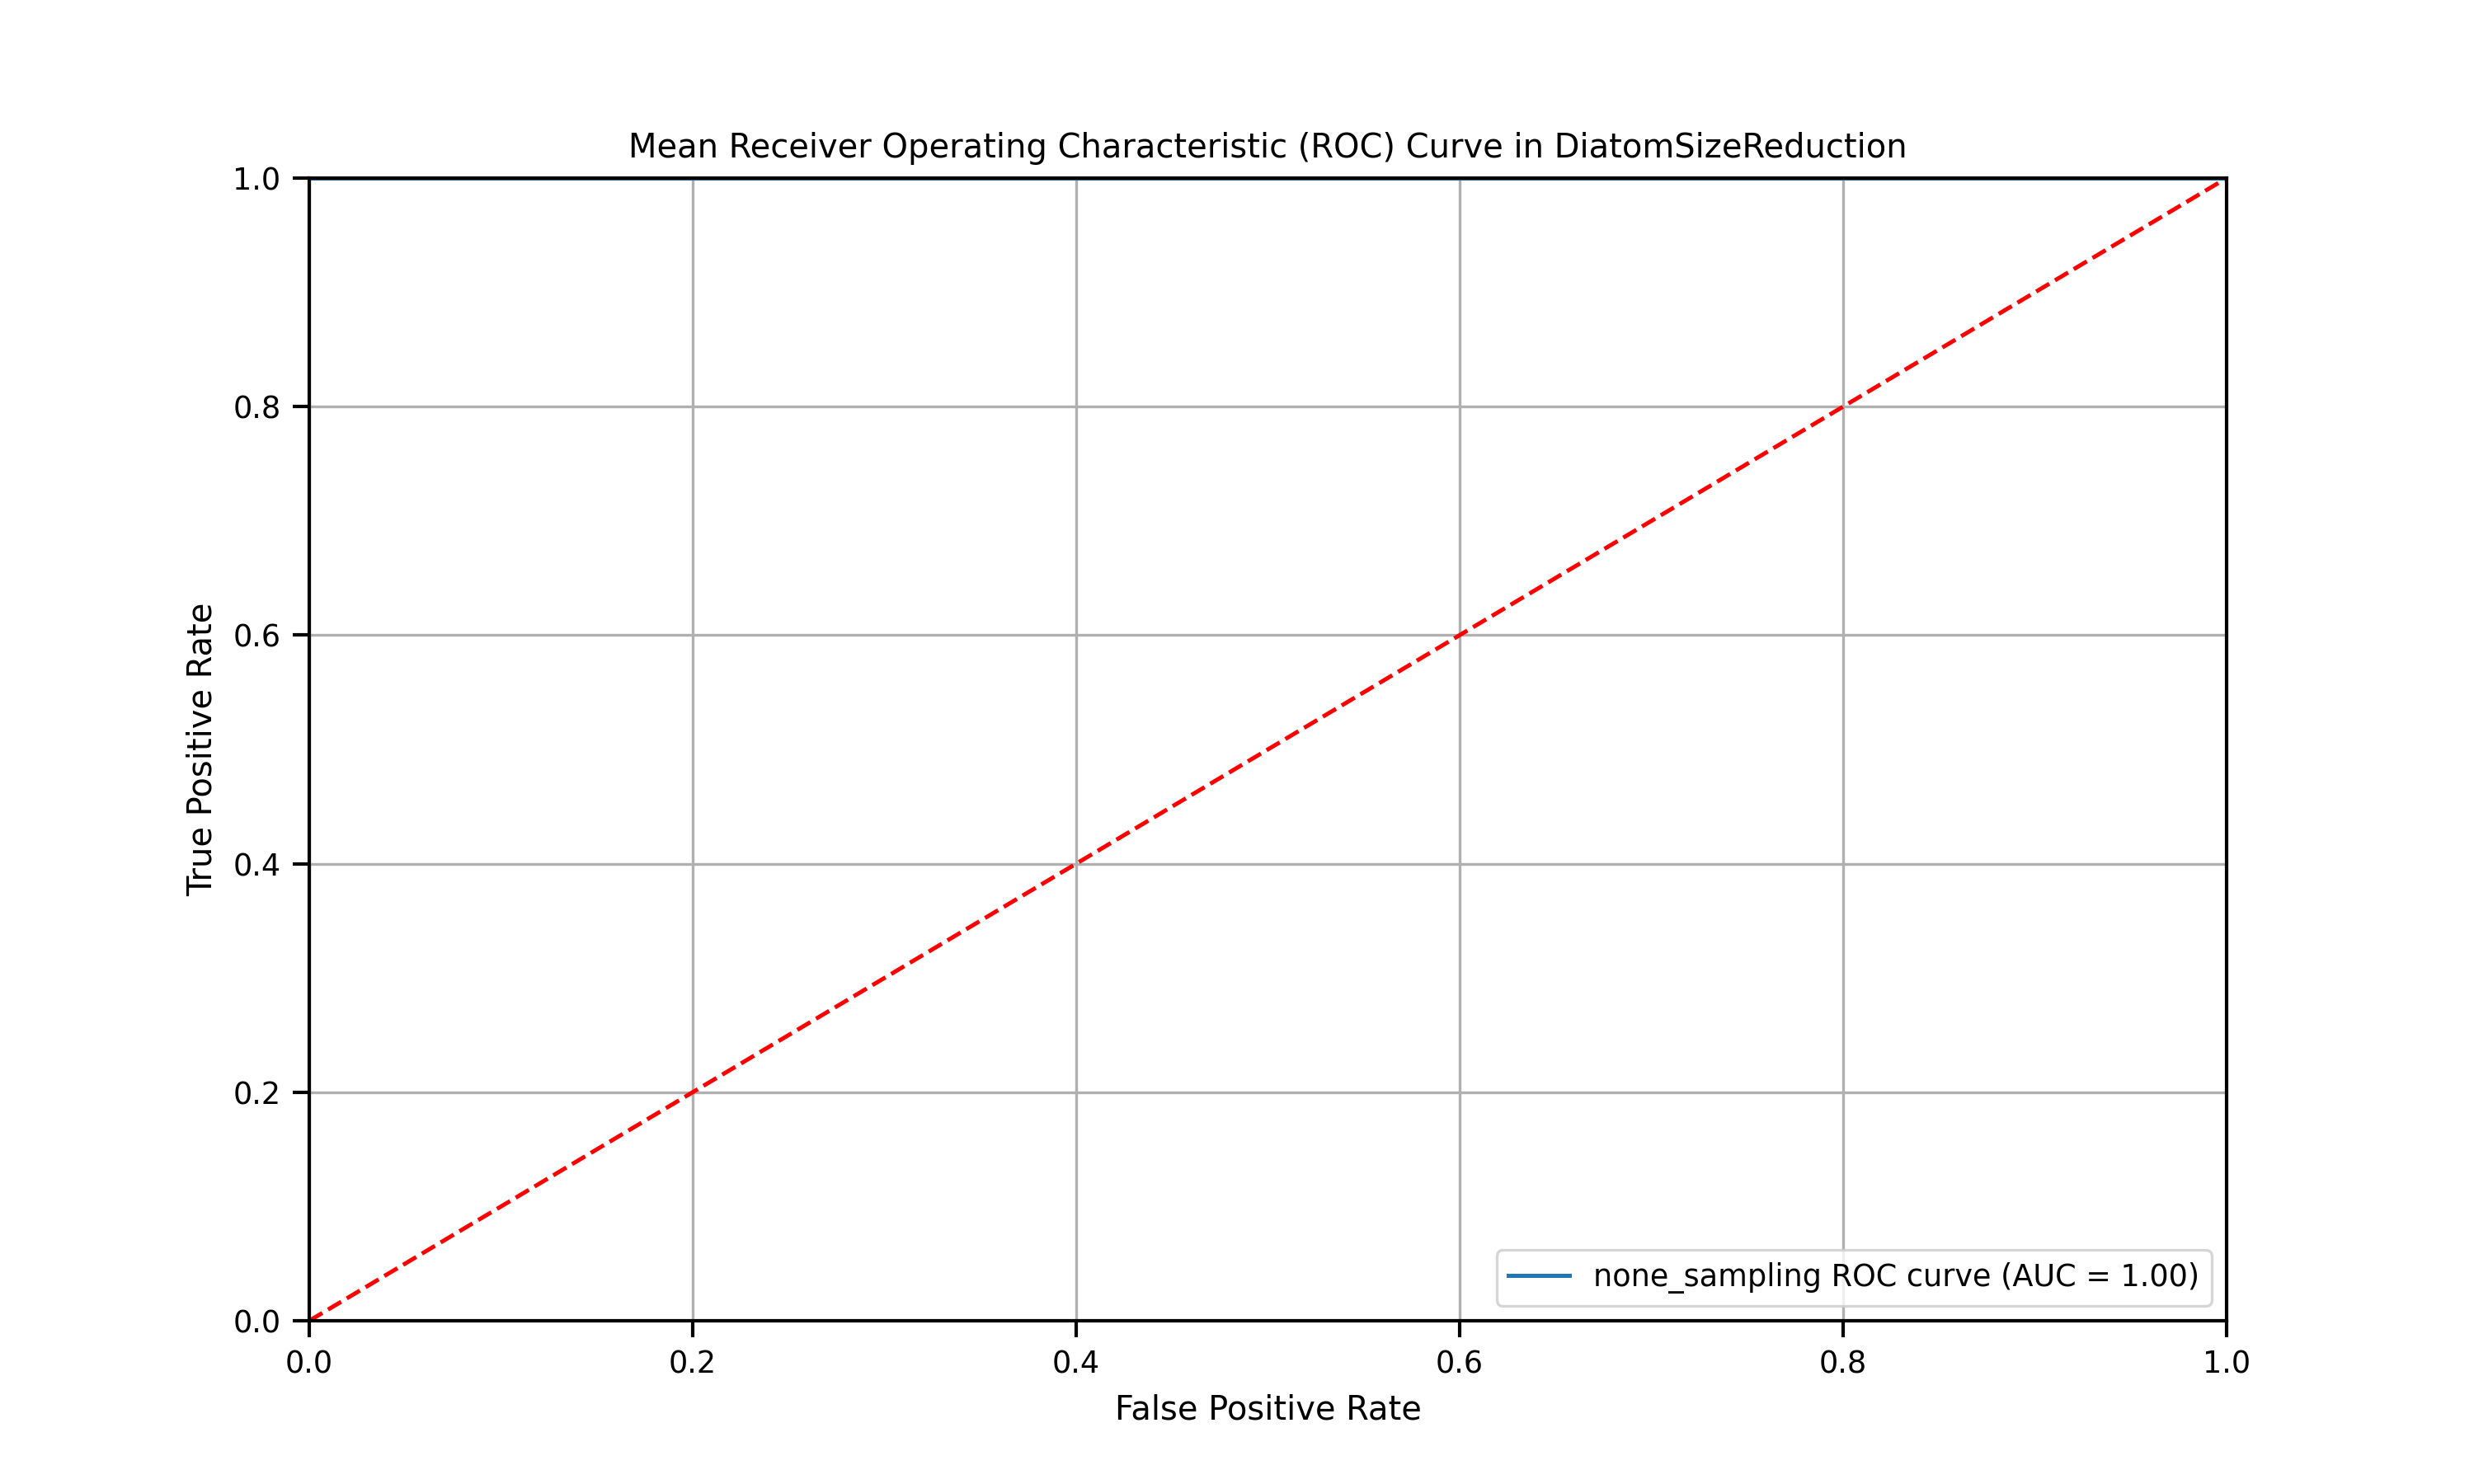 Mean Receiver Operating Characteristic (ROC) Curve in DiatomSizeReduction
1.0
0.8
0.6
0.4
0.2
0.0
True Positive Rate
none_sampling ROC curve (AUC = 1.00)
0.0 0.2 0.4 0.6 0.8 1.0
False Positive Rate